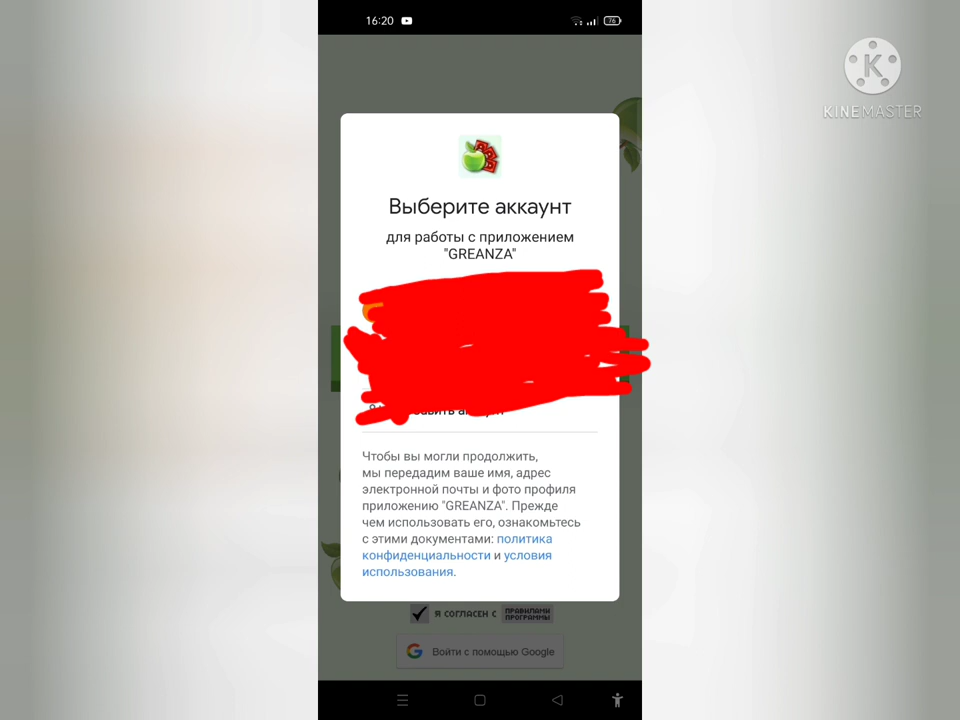 16:20
76
KINEMASTER
Выберите аккаунт
для работы с приложением
"GREANZA"
Чтобы вы могли продолжить,
мы передадим ваше имя, адрес
электронной почты и фото профиля
приложению "GREANZA". Прежде
чем использовать его, ознакомьтесь
с этими документами: политика
конфиденциальности и условия
использования.
Я СОГЛАСЕН С ПРАВИЛАМИ
ПРОГРАММЫ
Войти с помощью Google